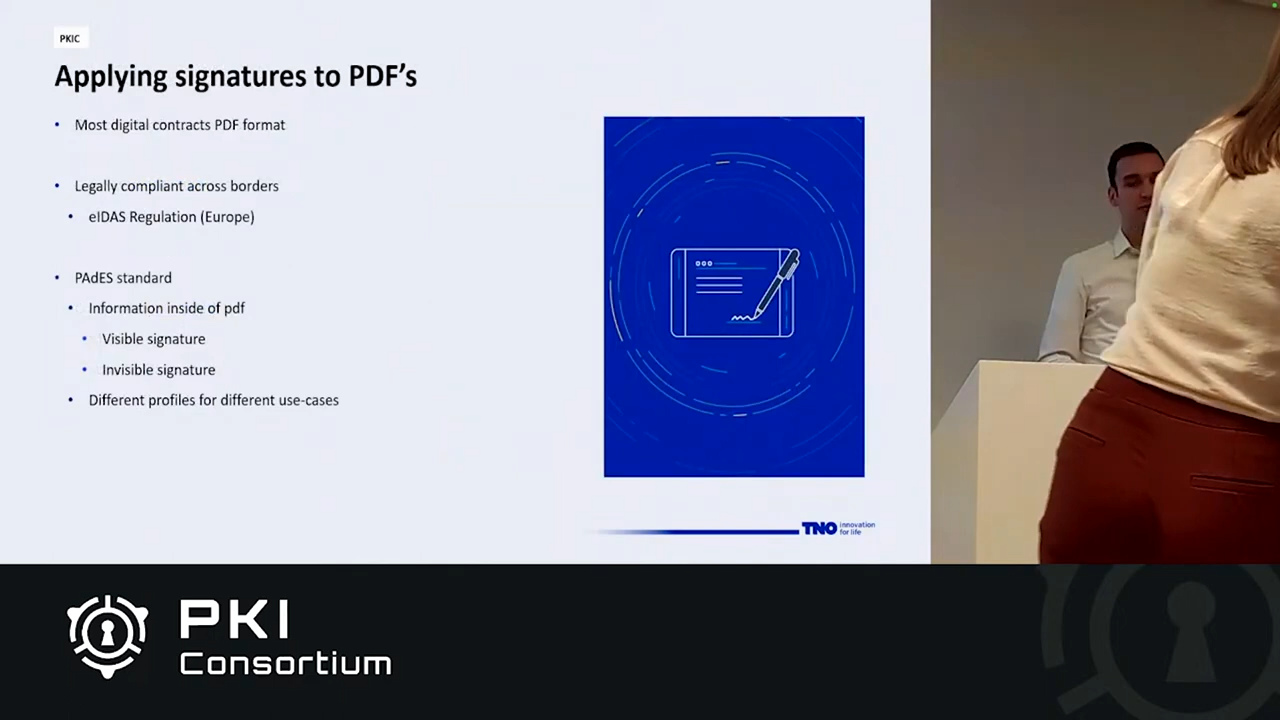 PKIC
Applying signatures to PDF's
• Most digital contracts PDF format
• Legally compliant across borders
• eIDAS Regulation (Europe)
• PAdES standard
• Information inside of pdf
• Visible signature
• Invisible signature
• Different profiles for different use-cases
TNO innovation
for life
PKI
Consortium